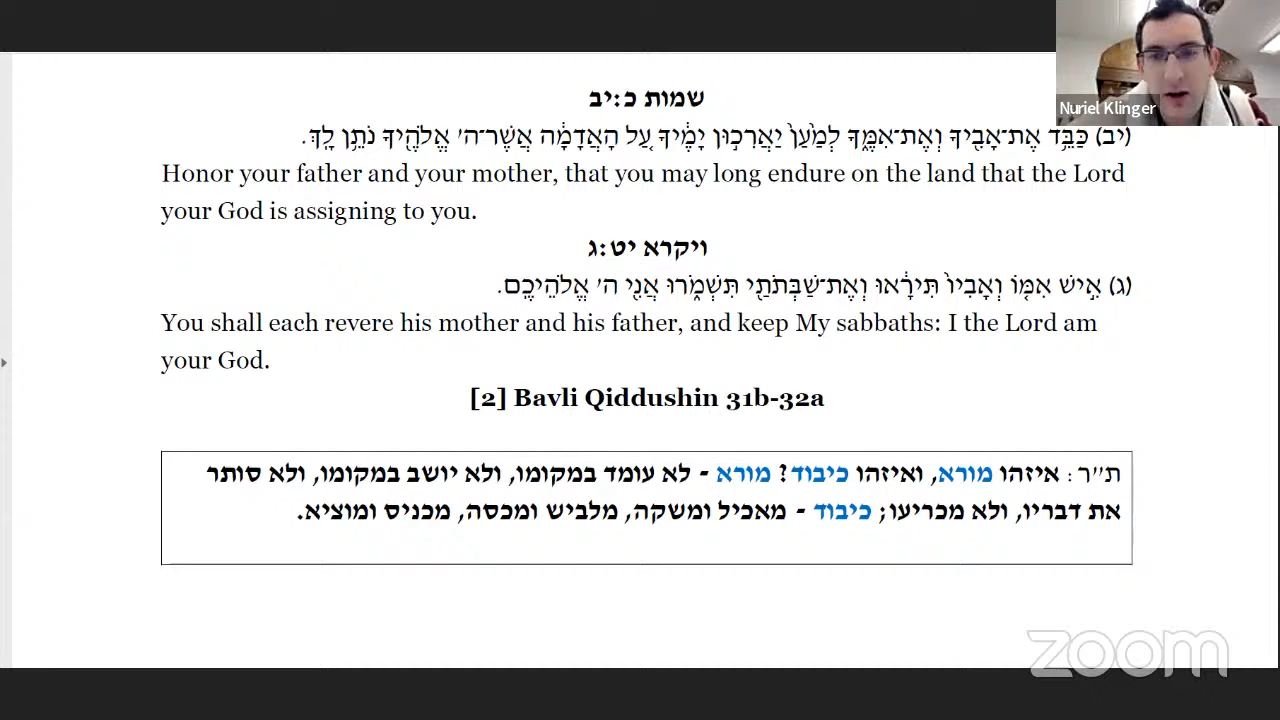 שמות כ:יב
(יב) כַּבֵּ֥ד אֶת־אָבִ֖יךָ וְאֶת־אִמֶּ֑ךָ לְמַ֙עַן֙ יַאֲרִכ֣וּן יָמֶ֔יךָ עַ֚ל הָאֲדָמָ֔ה אֲשֶׁר־ה׳ אֱלֹהֶ֖יךָ נֹתֵ֥ן לָֽךְ.
Honor your father and your mother, that you may long endure on the land that the Lord
your God is assigning to you.
ויקרא יט:ג
(ג) אִ֣ישׁ אִמּ֤וֹ וְאָבִיו֙ תִּירָ֔אוּ וְאֶת־שַׁבְּתֹתַ֖י תִּשְׁמֹ֑רוּ אֲנִ֖י ה׳ אֱלֹהֵיכֶֽם.
You shall each revere his mother and his father, and keep My sabbaths: I the Lord am
your God.
[2] Bavli Qiddushin 31b-32a
ת״ר: איזהו מורא, ואיזהו כיבוד? מורא - לא עומד במקומו, ולא יושב במקומו, ולא סותר
את דבריו, ולא מכריעו; כיבוד - מאכיל ומשקה, מלביש ומכסה, מכניס ומוציא.
Nuriel Klinger
zoom